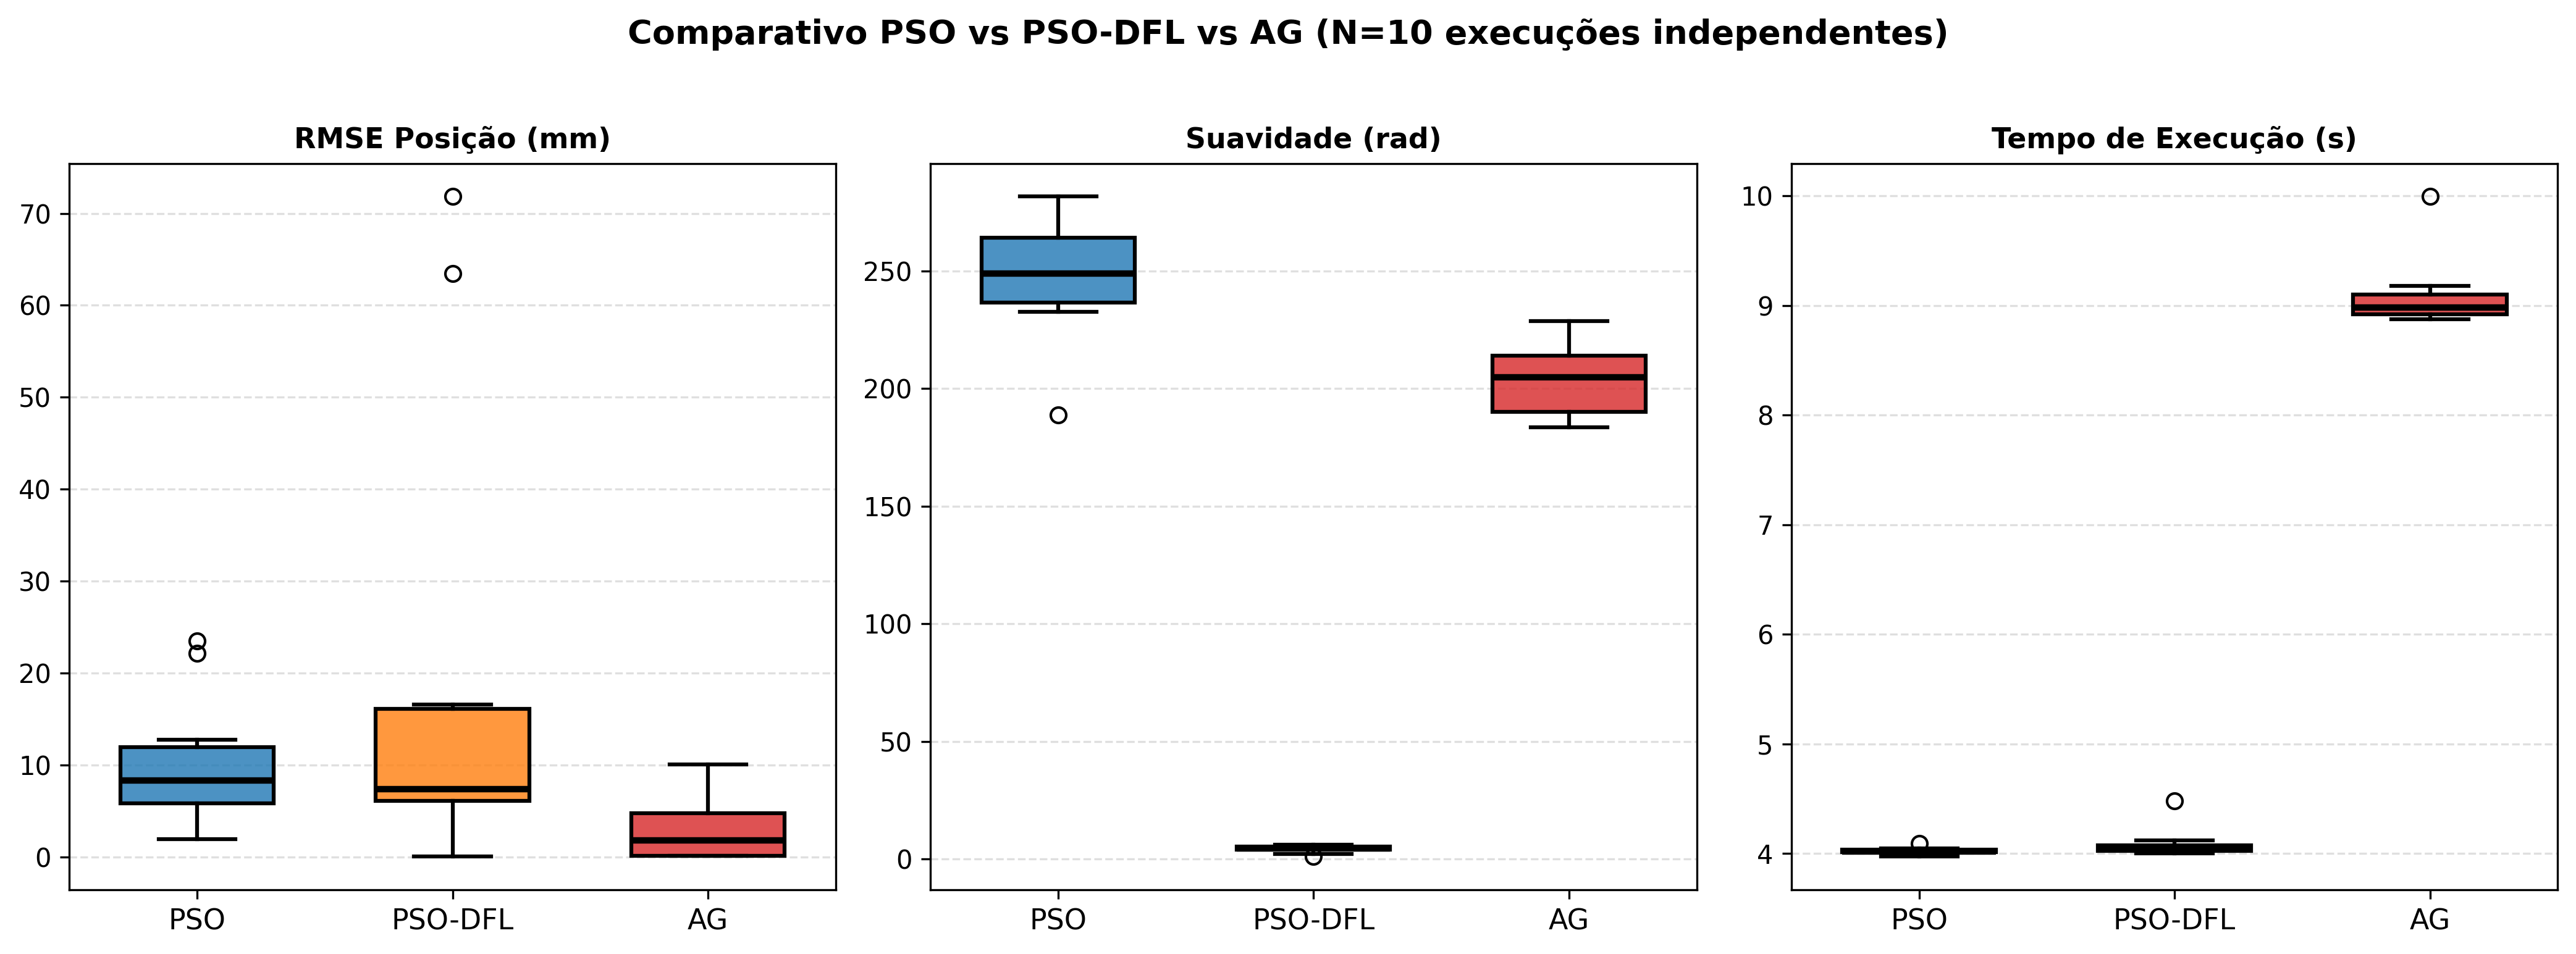 Comparativo PSO vs PSO-DFL vs AG (N=10 execuções independentes)
RMSE Posição (mm)
70
60
50
40
30
20
10
0
PSO
PSO-DFL
AG
Suavidade (rad)
250
200
150
100
50
0
PSO
PSO-DFL
AG
Tempo de Execução (s)
10
9
8
7
6
5
4
PSO
PSO-DFL
AG